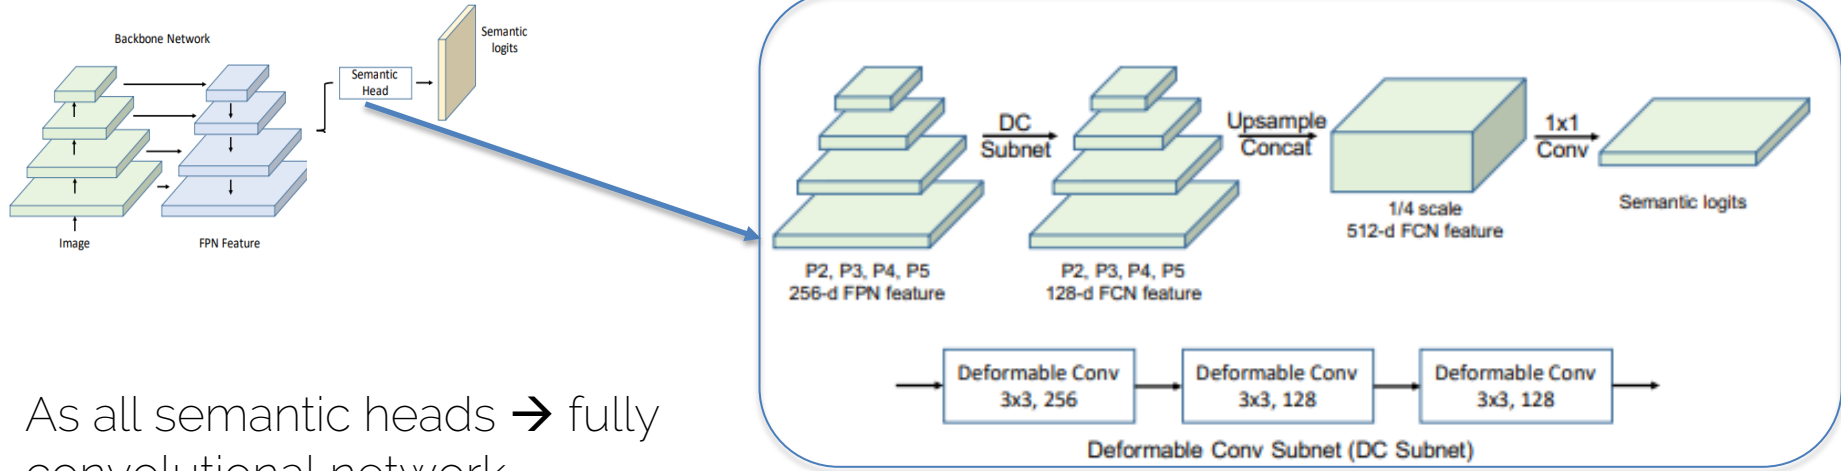 Backbone Network
Semantic
logits
Semantic
Head
Image
FPN Feature
DC
Subnet
Upsample
Concat
1x1
Conv
P2, P3, P4, P5
256-d FPN feature
P2, P3, P4, P5
128-d FCN feature
1/4 scale
512-d FCN feature
Semantic logits
Deformable Conv
3x3, 256
Deformable Conv
3x3, 128
Deformable Conv
3x3, 128
Deformable Conv Subnet (DC Subnet)
As all semantic heads → fully
convolutional network